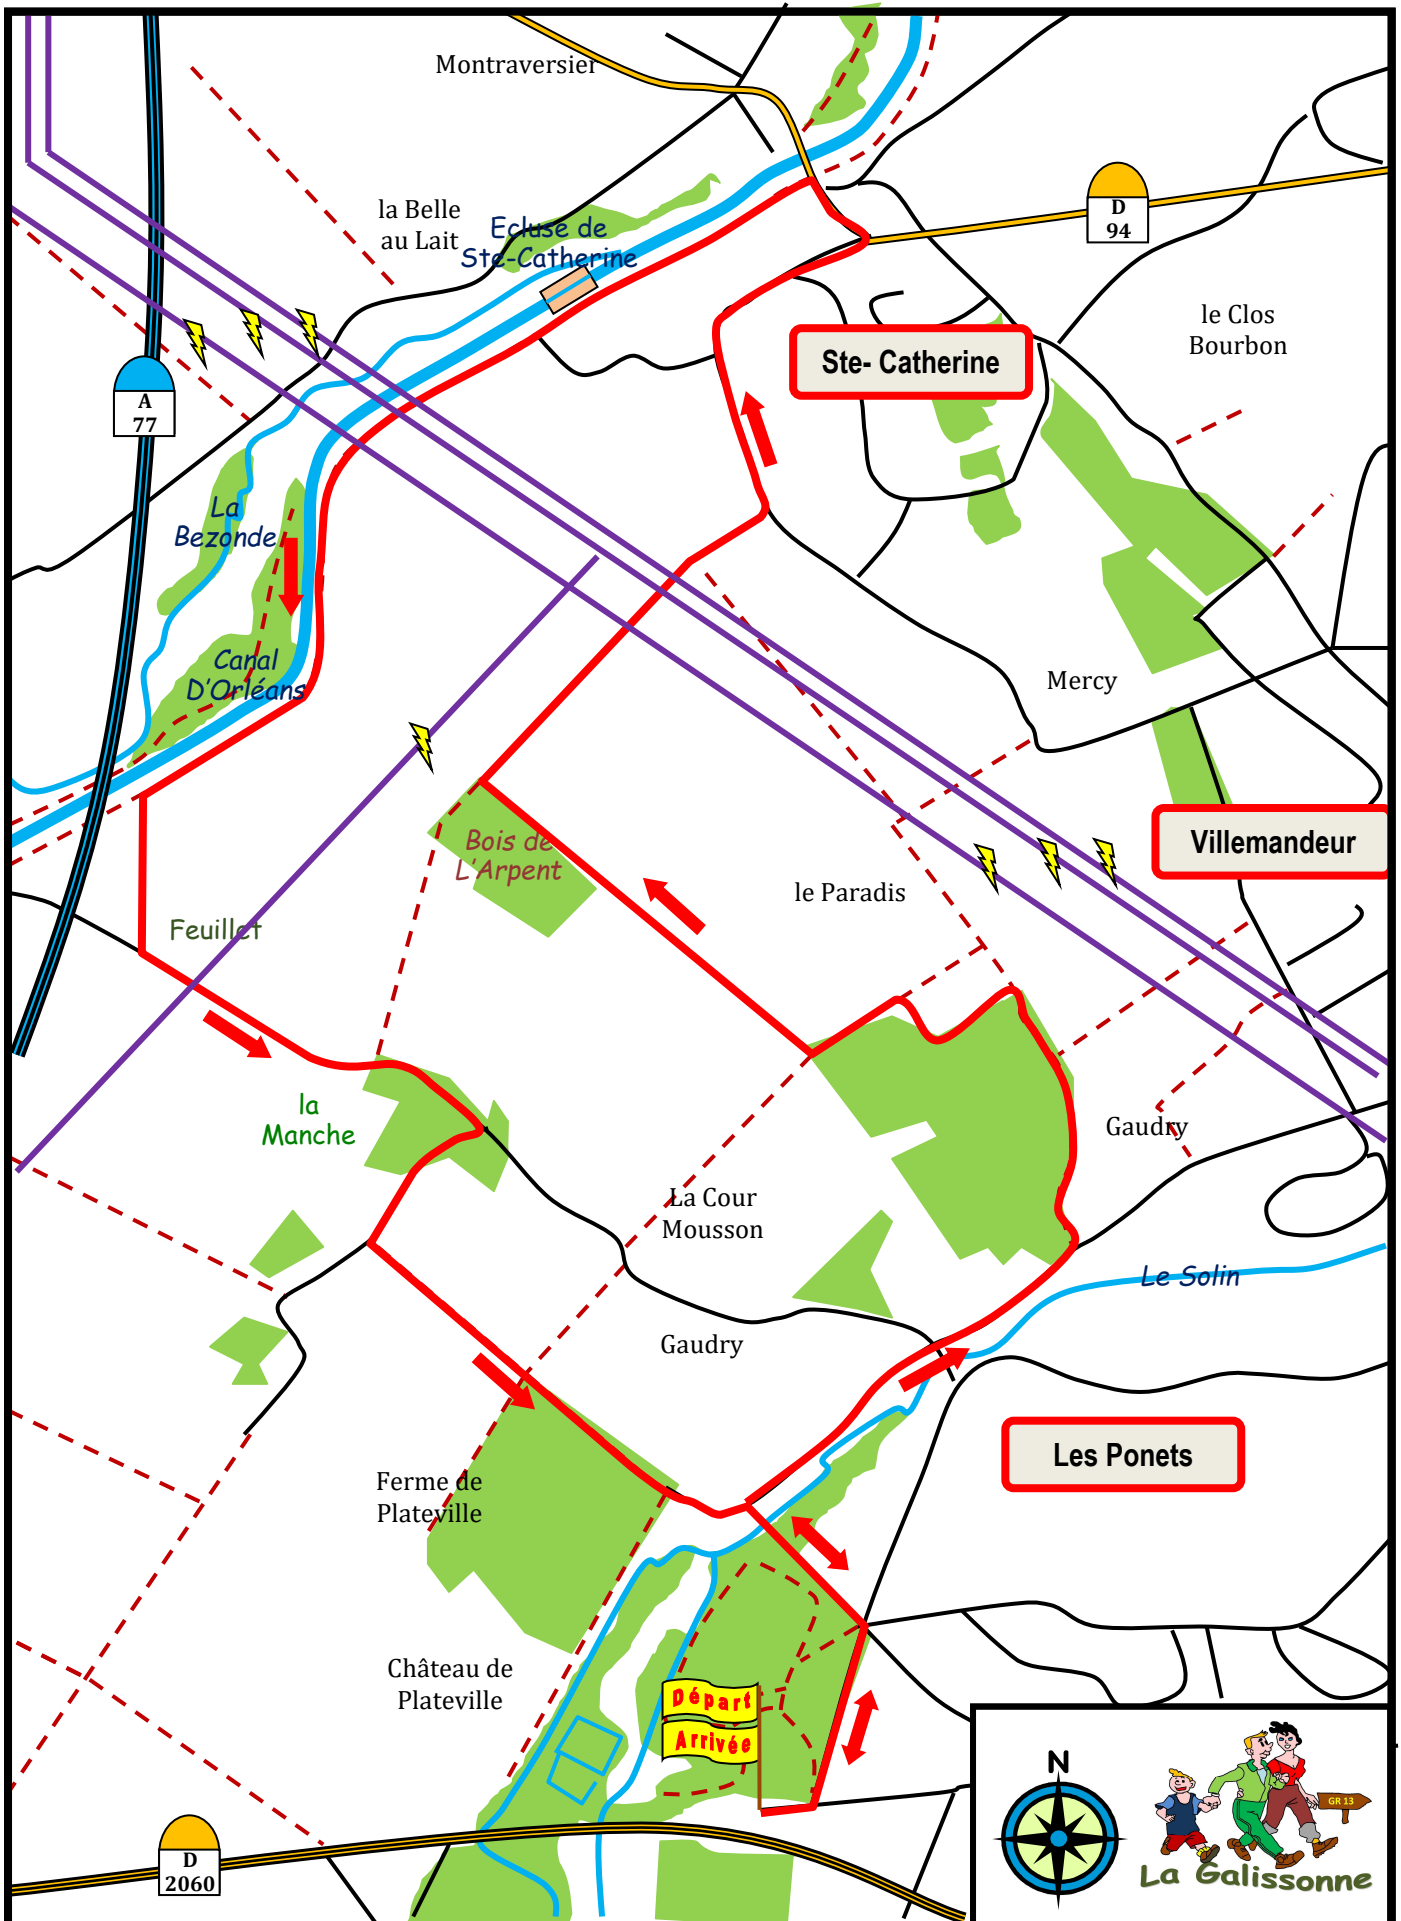 Montraversier
la Belle
au Lait
Ecluse de
Ste-Catherine
D
94
le Clos
Bourbon
Ste- Catherine
A
77
La
Bezonde
Canal
D'Orléans
Mercy
Villemandeur
Bois de
L'Arpent
le Paradis
Feuillet
la
Manche
Gaudry
La Cour
Mousson
Le Solin
Gaudry
Les Ponets
Ferme de
Plateville
Château de
Plateville
Départ
Arrivée
N
GR 13
La Galissonne
D
2060